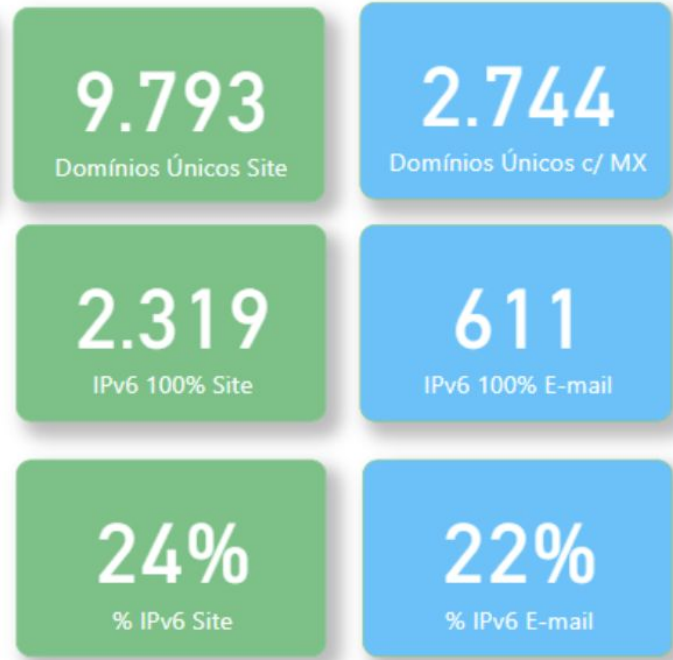 9.793
Domínios Únicos Site
2.744
Domínios Únicos c/ MX
2.319
IPv6 100% Site
611
IPv6 100% E-mail
24%
% IPv6 Site
22%
% IPv6 E-mail